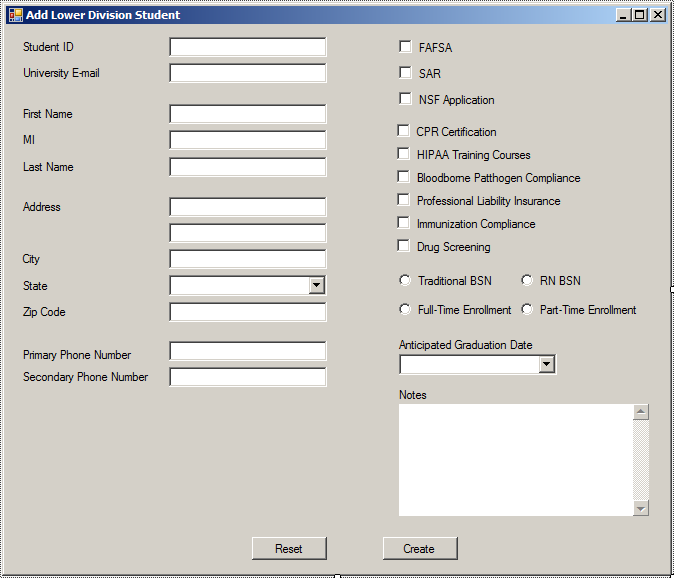 Add Lower Division Student
Student ID
University E-mail
First Name
MI
Last Name
Address
City
State
Zip Code
Primary Phone Number
Secondary Phone Number
FAFSA
SAR
NSF Application
CPR Certification
HIPAA Training Courses
Bloodborne Patthogen Compliance
Professional Liability Insurance
Immunization Compliance
Drug Screening
Traditional BSN RN BSN
Full-Time Enrollment Part-Time Enrollment
Anticipated Graduation Date
Notes
Reset Create